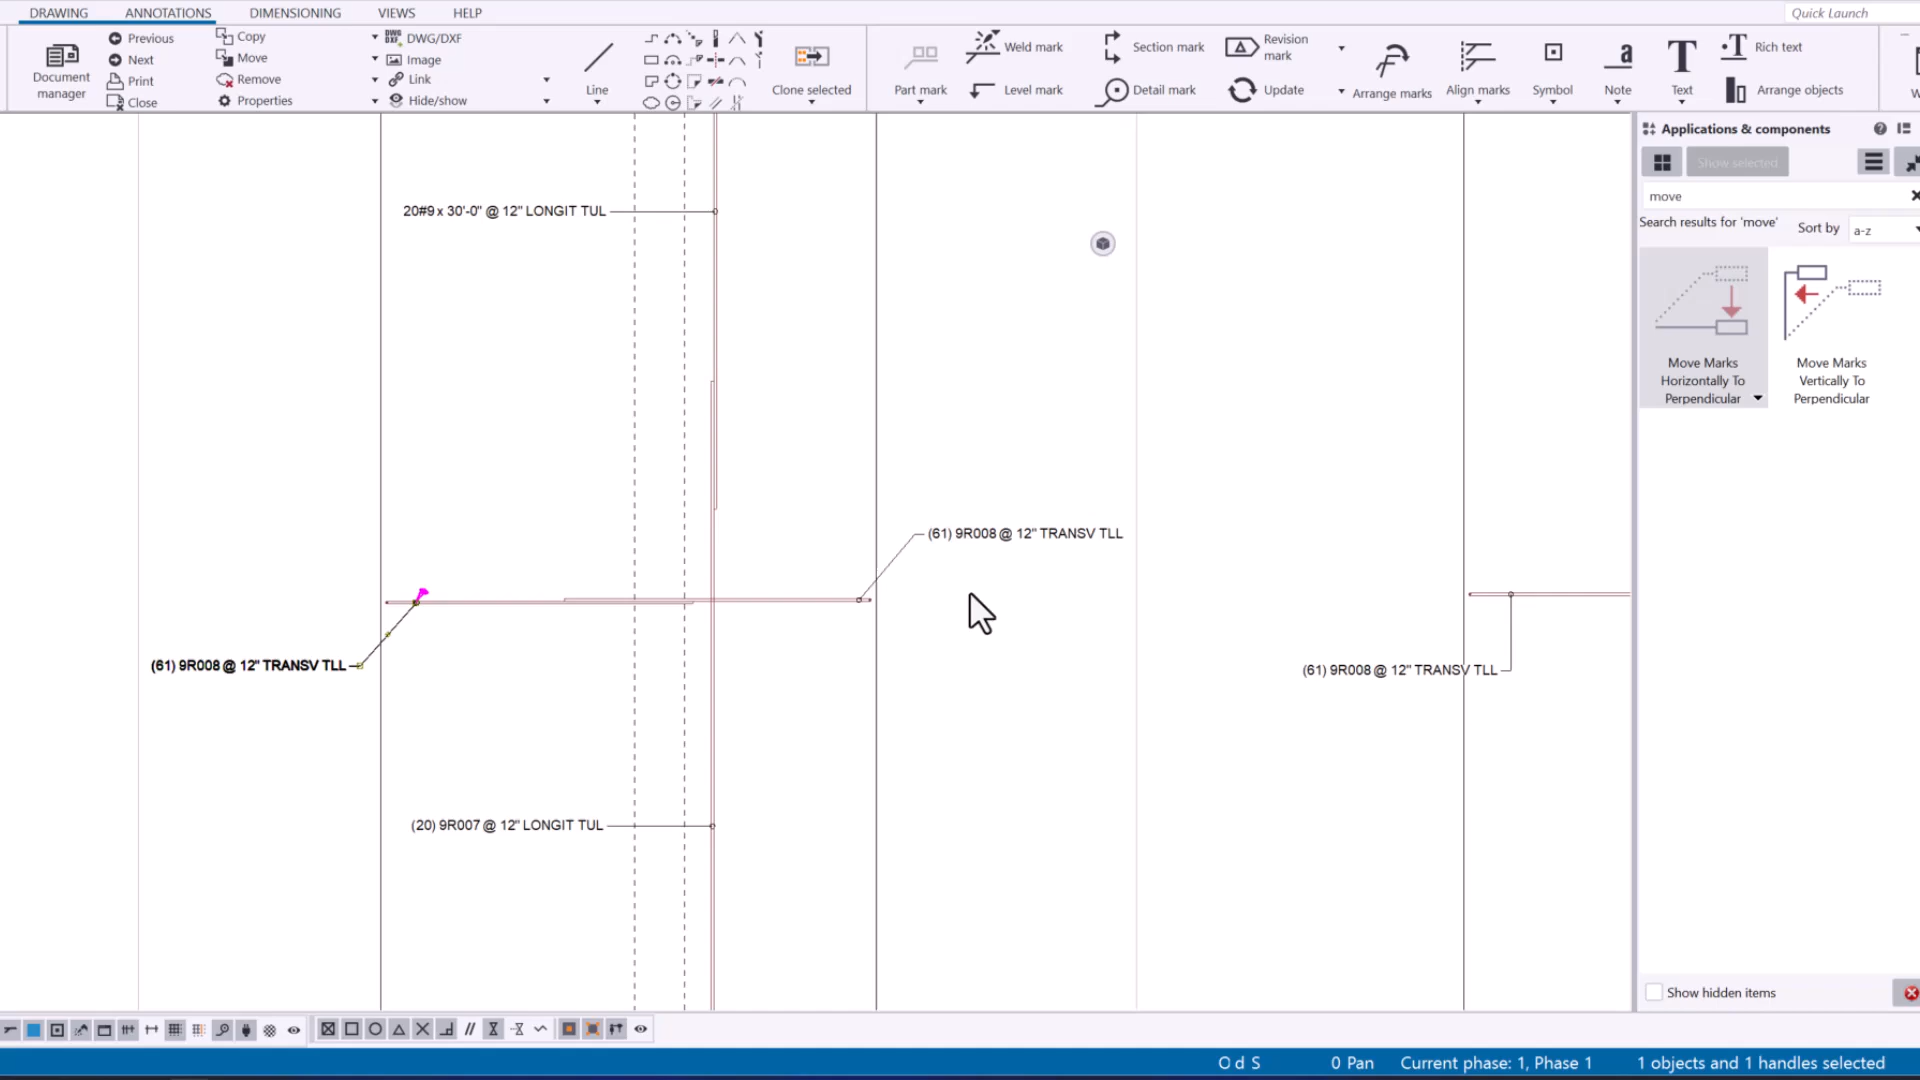 DRAWING ANNOTATIONS DIMENSIONING VIEWS HELP Quick Launch
Document manager
Previous
Next
Print
Close
Copy
Move
Remove
Properties
DWG/DXF
Image
Link
Hide/show
Line
Clone selected
Part mark
Weld mark
Level mark
Section mark
Detail mark
Revision mark
Update
Arrange marks
Align marks
Symbol
Note
Text
Rich text
Arrange objects
20#9 x 30'-0" @ 12" LONGIT TUL
(61) 9R008 @ 12" TRANSV TLL
(61) 9R008 @ 12" TRANSV TLL
(61) 9R008 @ 12" TRANSV TLL
(20) 9R007 @ 12" LONGIT TUL
Applications & components
Show selected
move
Search results for 'move' Sort by a-z
Move Marks
Horizontally To
Perpendicular
Move Marks
Vertically To
Perpendicular
Show hidden items
O d S 0 Pan Current phase: 1, Phase 1 1 objects and 1 handles selected